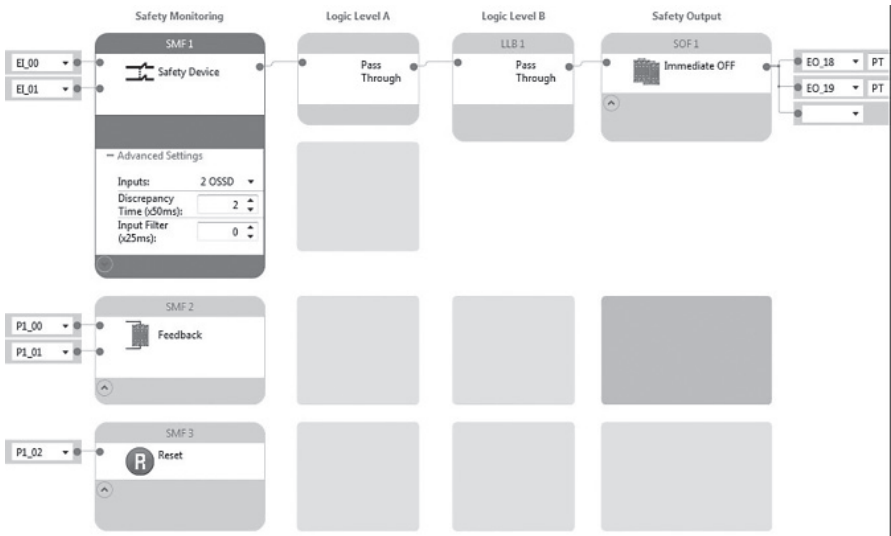 Safety Monitoring Logic Level A Logic Level B Safety Output
SMF 1 LLB 1 SOF 1
EI_00 Safety Device Pass Through Pass Through Immediate OFF EO_18 PT
EI_01 EO_19 PT
Advanced Settings
Inputs: 2 OSSD
Discrepancy
Time (x50ms): 2
Input Filter
(x25ms): 0
SMF 2
P1_00 Feedback
P1_01
SMF 3
P1_02 R Reset